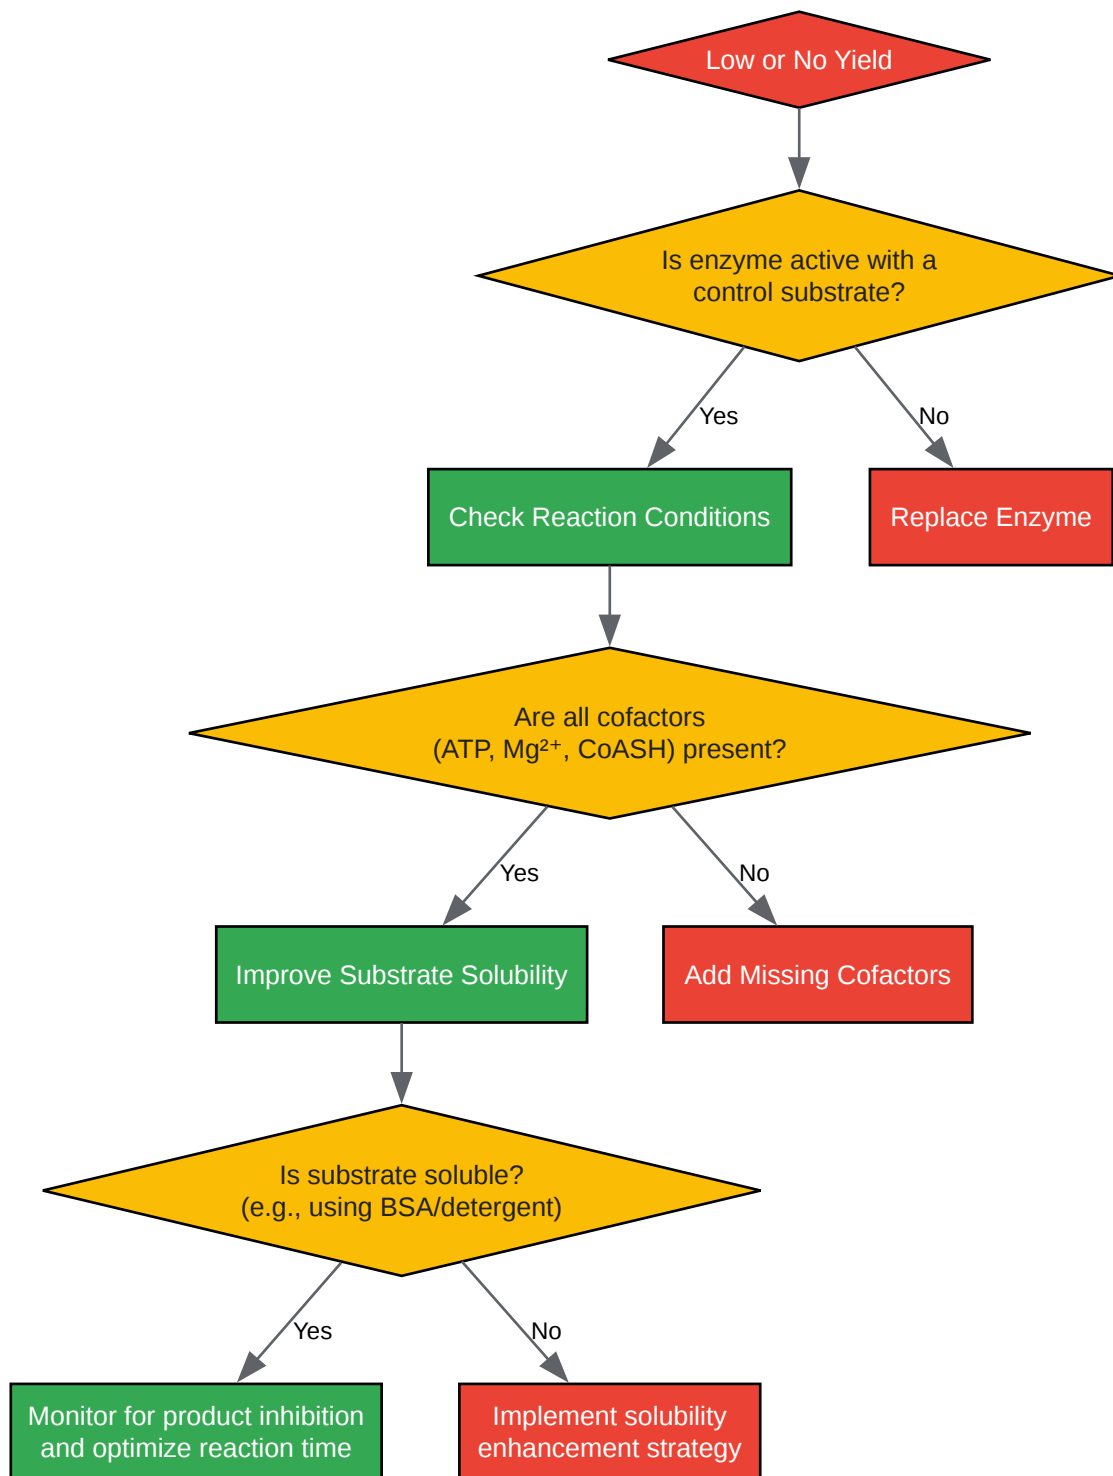 Low or No Yield
Is enzyme active with a
control substrate?
Yes
No
Check Reaction Conditions
Replace Enzyme
Are all cofactors
(ATP, Mg²⁺, CoASH) present?
Yes
No
Improve Substrate Solubility
Add Missing Cofactors
Is substrate soluble?
(e.g., using BSA/detergent)
Yes
No
Monitor for product inhibition
and optimize reaction time
Implement solubility
enhancement strategy